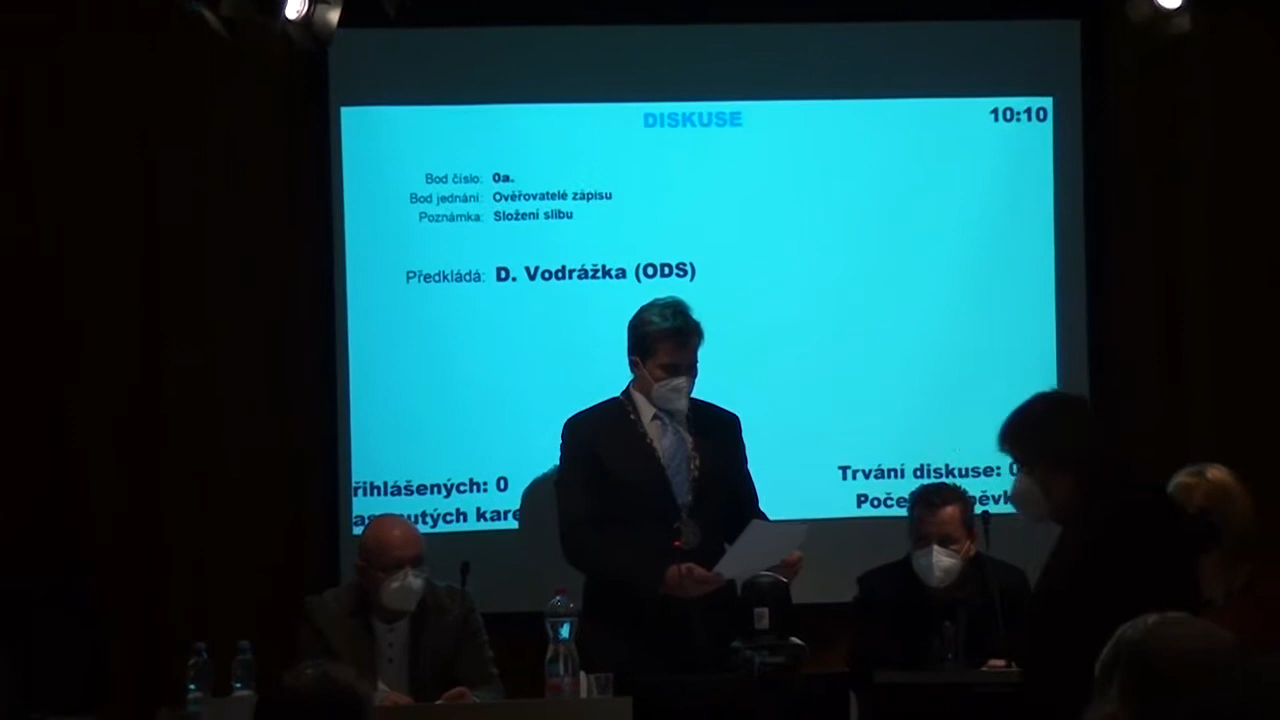 DISKUSE
10:10
Bod číslo: 0a.
Bod jednání: Ověřovatelé zápisu
Poznámka: Složení slibu
Předkládá: D. Vodrážka (ODS)
řihlášených: 0
Trvání diskuse: 0